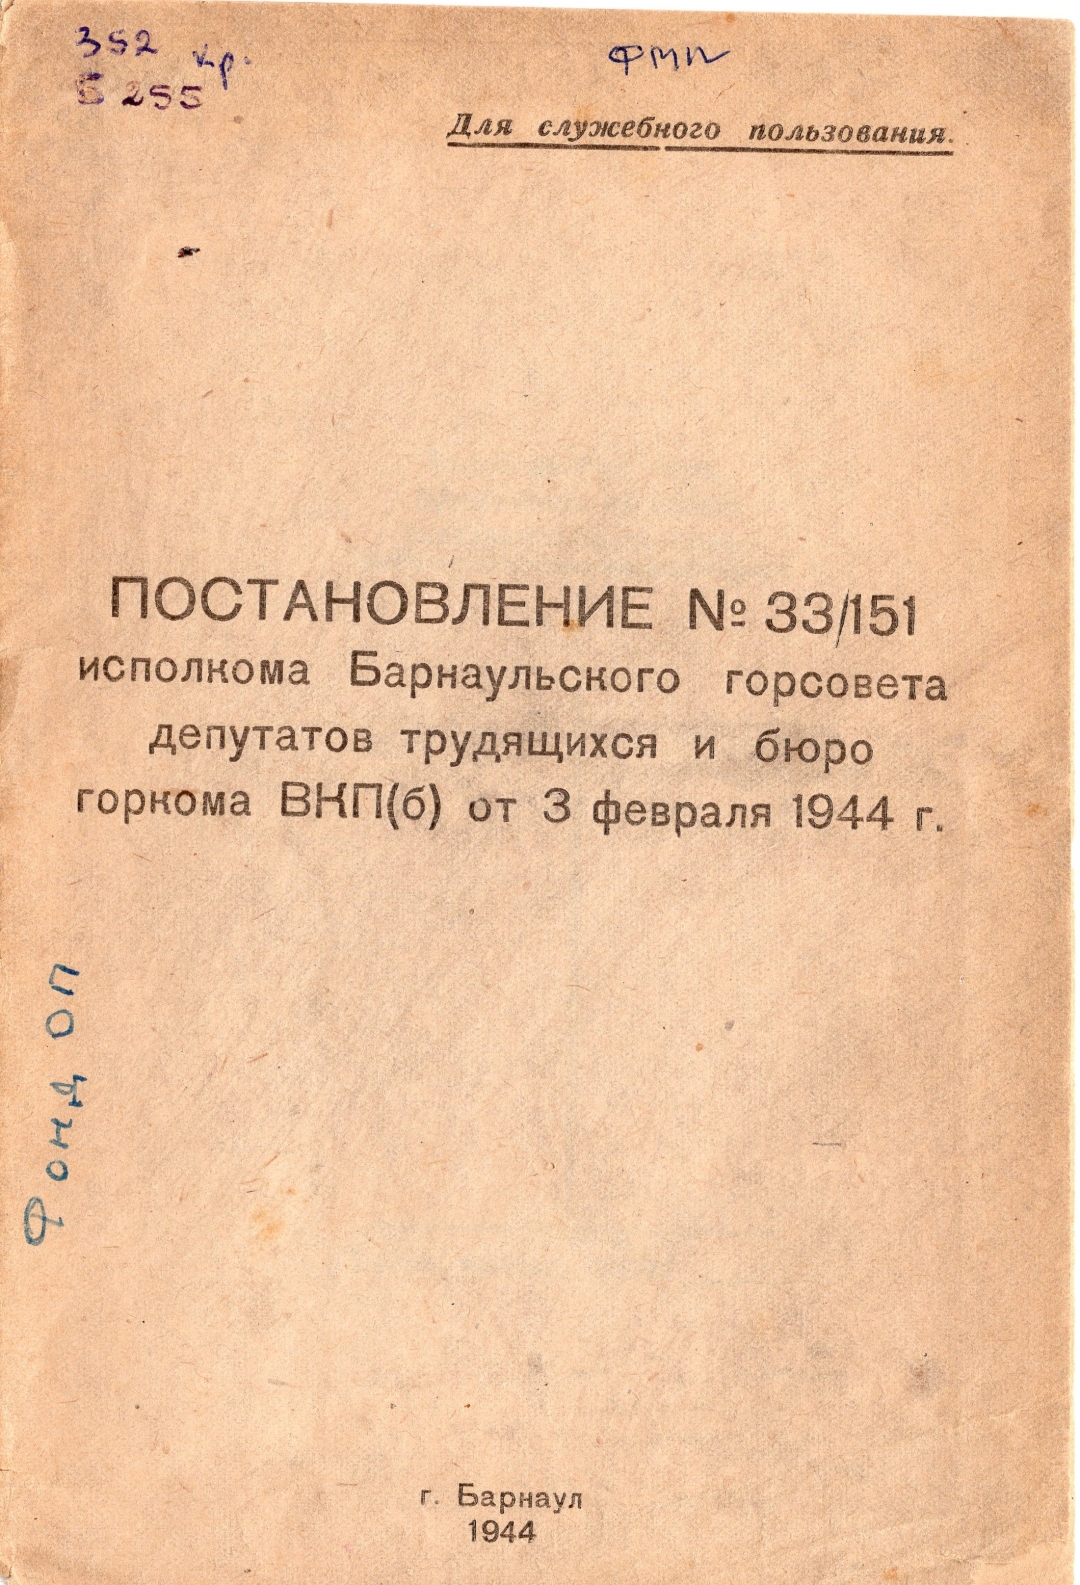 352 кр.
Б 255
ФМП
Для служебного пользования.
ПОСТАНОВЛЕНИЕ № 33/151
исполкома Барнаульского горсовета
депутатов трудящихся и бюро
горкома ВКП(б) от 3 февраля 1944 г.
Фонд ОП
г. Барнаул
1944